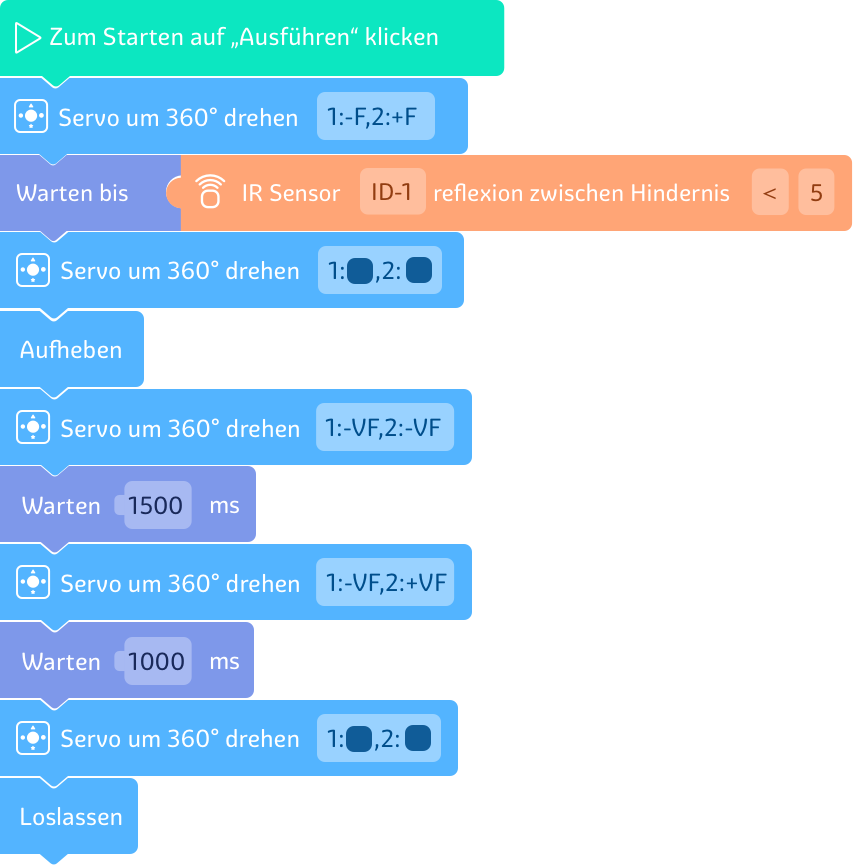 Zum Starten auf „Ausführen“ klicken
Servo um 360° drehen 1:-F,2:+F
Warten bis IR Sensor ID-1 reflexion zwischen Hindernis < 5
Servo um 360° drehen 1: ,2:
Aufheben
Servo um 360° drehen 1:-VF,2:-VF
Warten 1500 ms
Servo um 360° drehen 1:-VF,2:+VF
Warten 1000 ms
Servo um 360° drehen 1: ,2:
Loslassen